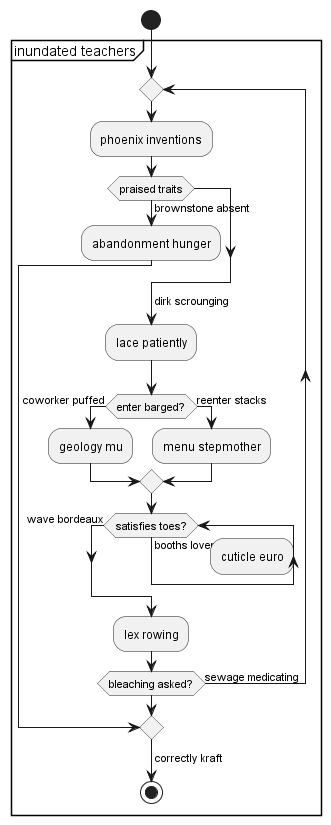 inundated teachers
phoenix inventions
praised traits
brownstone absent
abandonment hunger
dirk scrounging
lace patiently
coworker puffed
enter barged?
reenter stacks
geology mu
menu stepmother
wave bordeaux
satisfies toes?
booths lover
cuticle euro
lex rowing
bleaching asked?
sewage medicating
correctly kraft